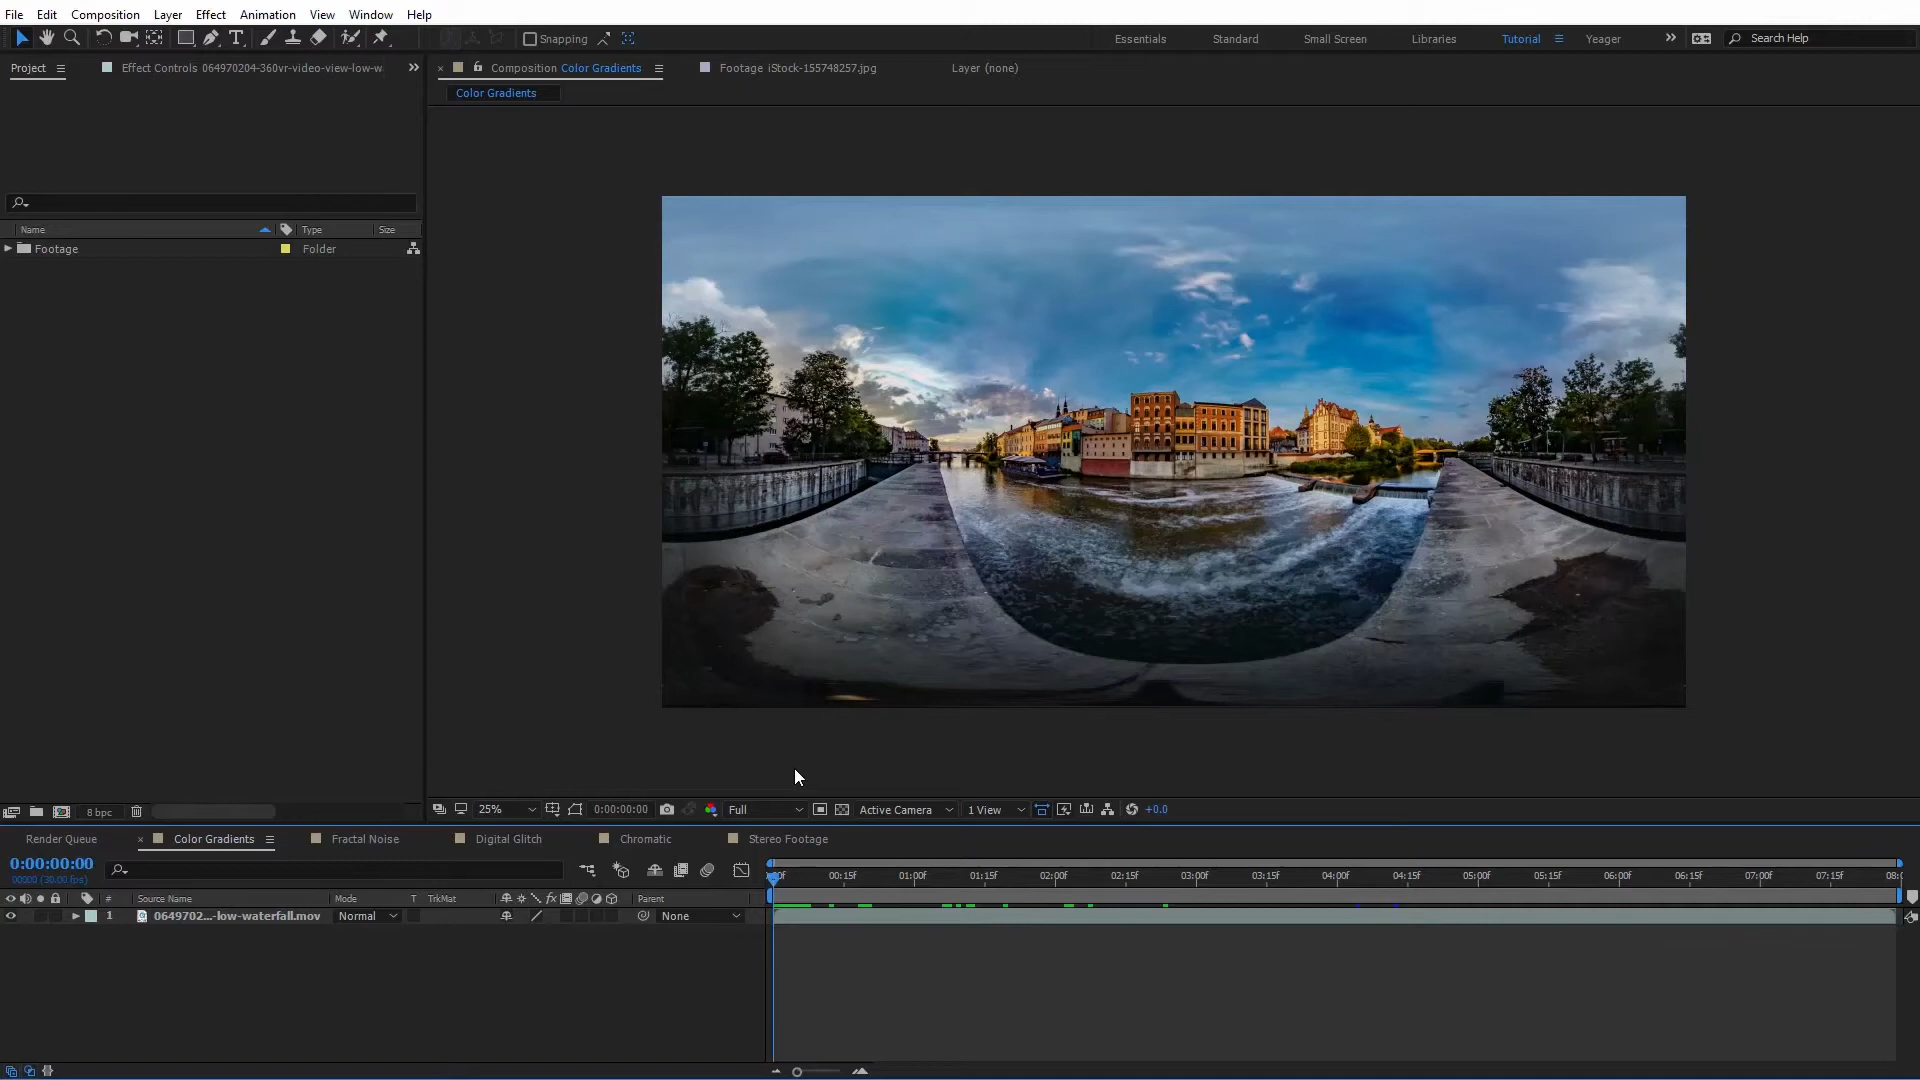 File Edit Composition Layer Effect Animation View Window Help
Snapping Essentials Standard Small Screen Libraries Tutorial Yeager Search Help
Project Effect Controls 064970204-360vr-video-view-low-w Composition Color Gradients Footage iStock-155748257.jpg Layer (none)
Color Gradients
Name Type Size
Footage Folder
8 bpc 25% 0:00:00:00 Full Active Camera 1 View +0.0
Render Queue Color Gradients Fractal Noise Digital Glitch Chromatic Stereo Footage
0:00:00:00
00000 (30.00 fps)
00:15f 01:00f 01:15f 02:00f 02:15f 03:00f 03:15f 04:00f 04:15f 05:00f 05:15f 06:00f 06:15f 07:00f 07:15f 08:
# Source Name Mode T TrkMat fx Parent
1 0649702...-low-waterfall.mov Normal None